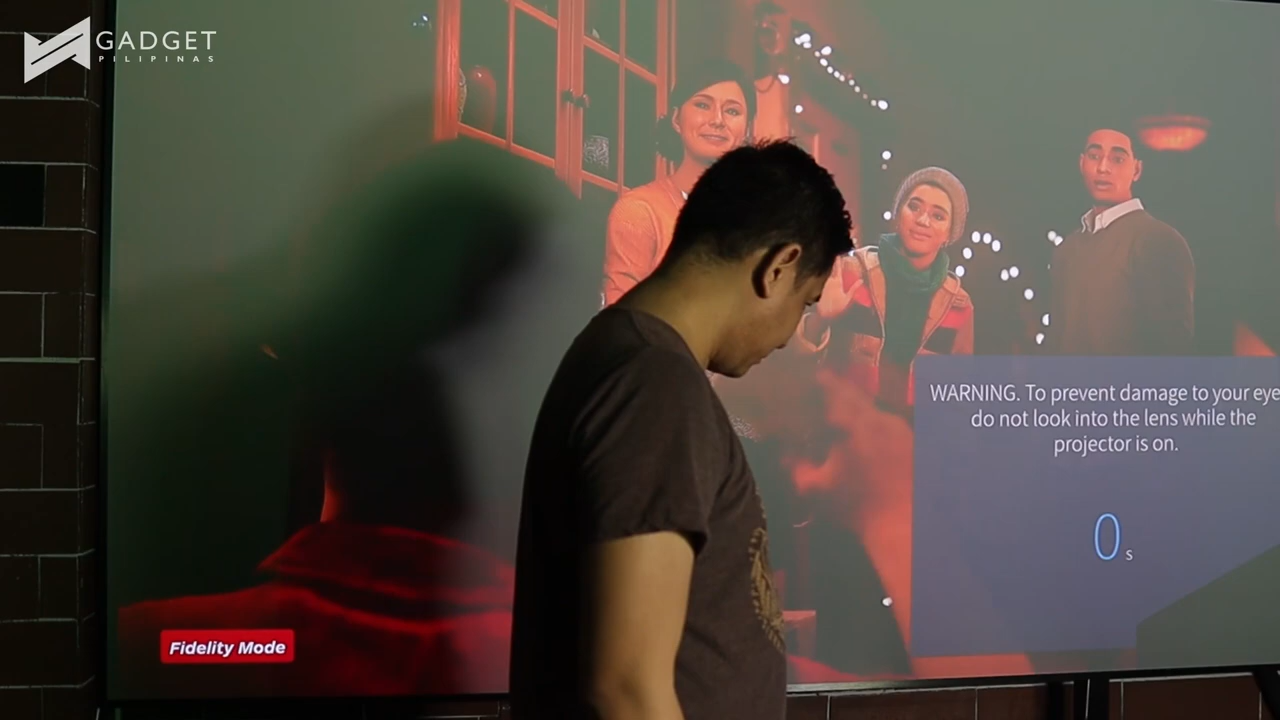 GADGET
PILIPINAS
WARNING. To prevent damage to your eye
do not look into the lens while the
projector is on.
0 s
Fidelity Mode